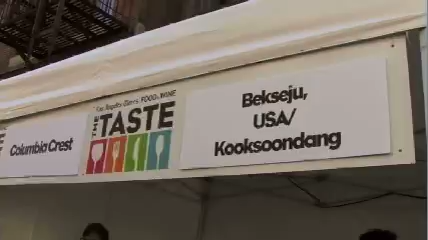 Columbia Crest
Los Angeles Times FOOD & WINE
THE TASTE
Bekseju,
USA/
Kooksoondang